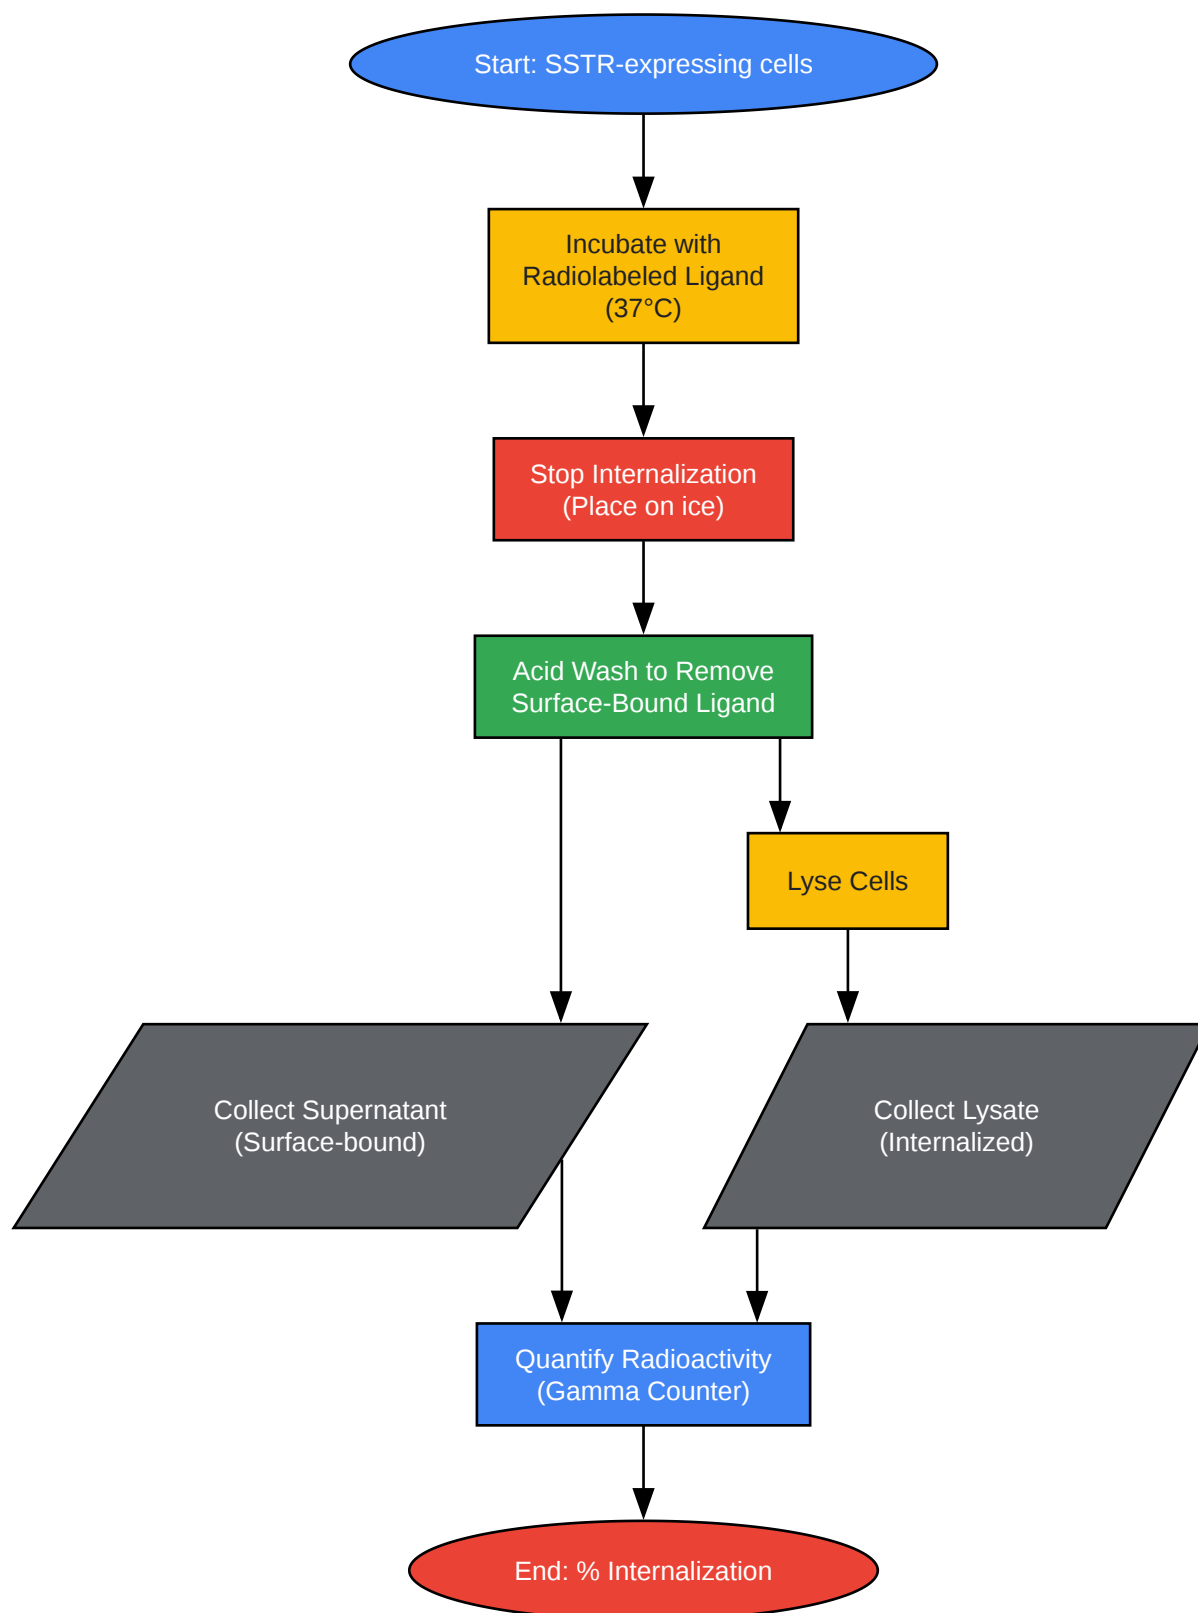 Start: SSTR-expressing cells
Incubate with
Radiolabeled Ligand
(37°C)
Stop Internalization
(Place on ice)
Acid Wash to Remove
Surface-Bound Ligand
Lyse Cells
Collect Supernatant
(Surface-bound)
Collect Lysate
(Internalized)
Quantify Radioactivity
(Gamma Counter)
End: % Internalization